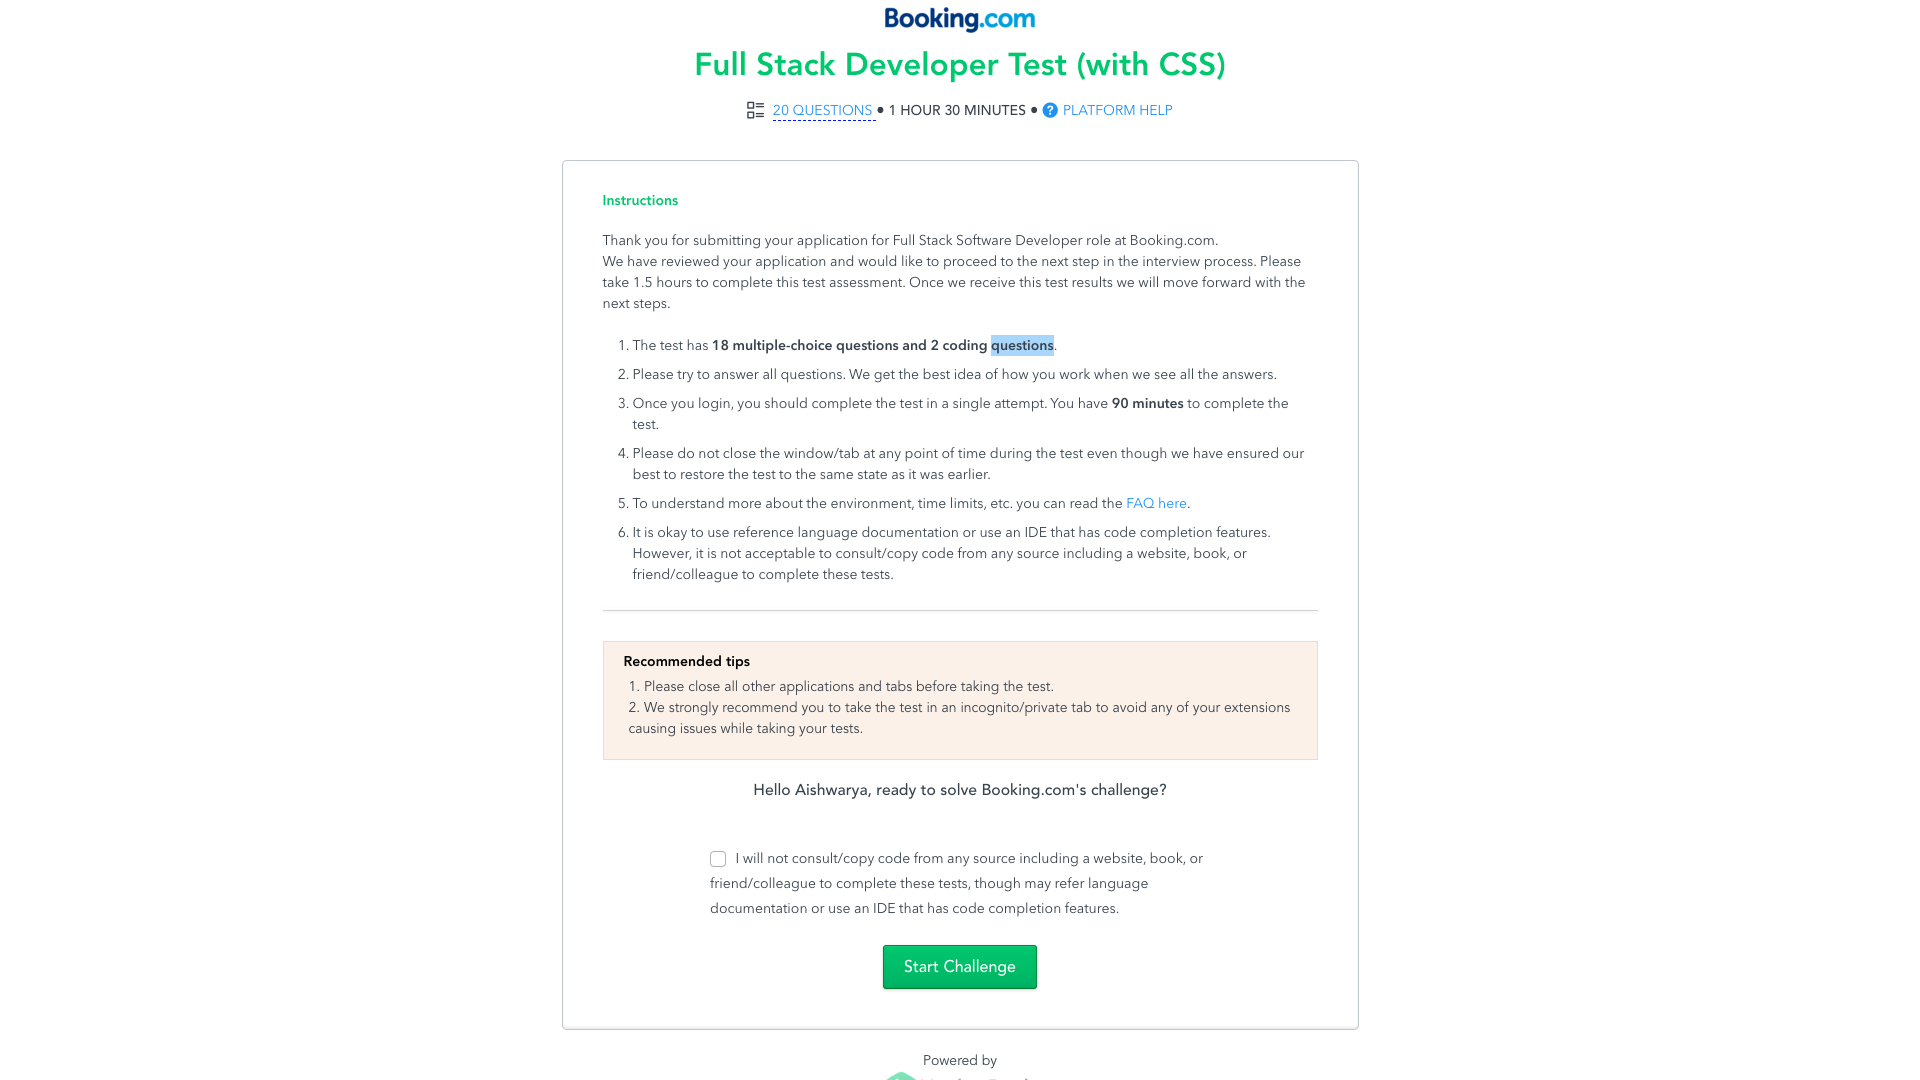 Booking.com
Full Stack Developer Test (with CSS)
20 QUESTIONS • 1 HOUR 30 MINUTES • ? PLATFORM HELP
Instructions
Thank you for submitting your application for Full Stack Software Developer role at Booking.com.
We have reviewed your application and would like to proceed to the next step in the interview process. Please
take 1.5 hours to complete this test assessment. Once we receive this test results we will move forward with the
next steps.
1. The test has 18 multiple-choice questions and 2 coding questions.
2. Please try to answer all questions. We get the best idea of how you work when we see all the answers.
3. Once you login, you should complete the test in a single attempt. You have 90 minutes to complete the
test.
4. Please do not close the window/tab at any point of time during the test even though we have ensured our
best to restore the test to the same state as it was earlier.
5. To understand more about the environment, time limits, etc. you can read the FAQ here.
6. It is okay to use reference language documentation or use an IDE that has code completion features.
However, it is not acceptable to consult/copy code from any source including a website, book, or
friend/colleague to complete these tests.
Recommended tips
1. Please close all other applications and tabs before taking the test.
2. We strongly recommend you to take the test in an incognito/private tab to avoid any of your extensions
causing issues while taking your tests.
Hello Aishwarya, ready to solve Booking.com's challenge?
I will not consult/copy code from any source including a website, book, or
friend/colleague to complete these tests, though may refer language
documentation or use an IDE that has code completion features.
Start Challenge
Powered by